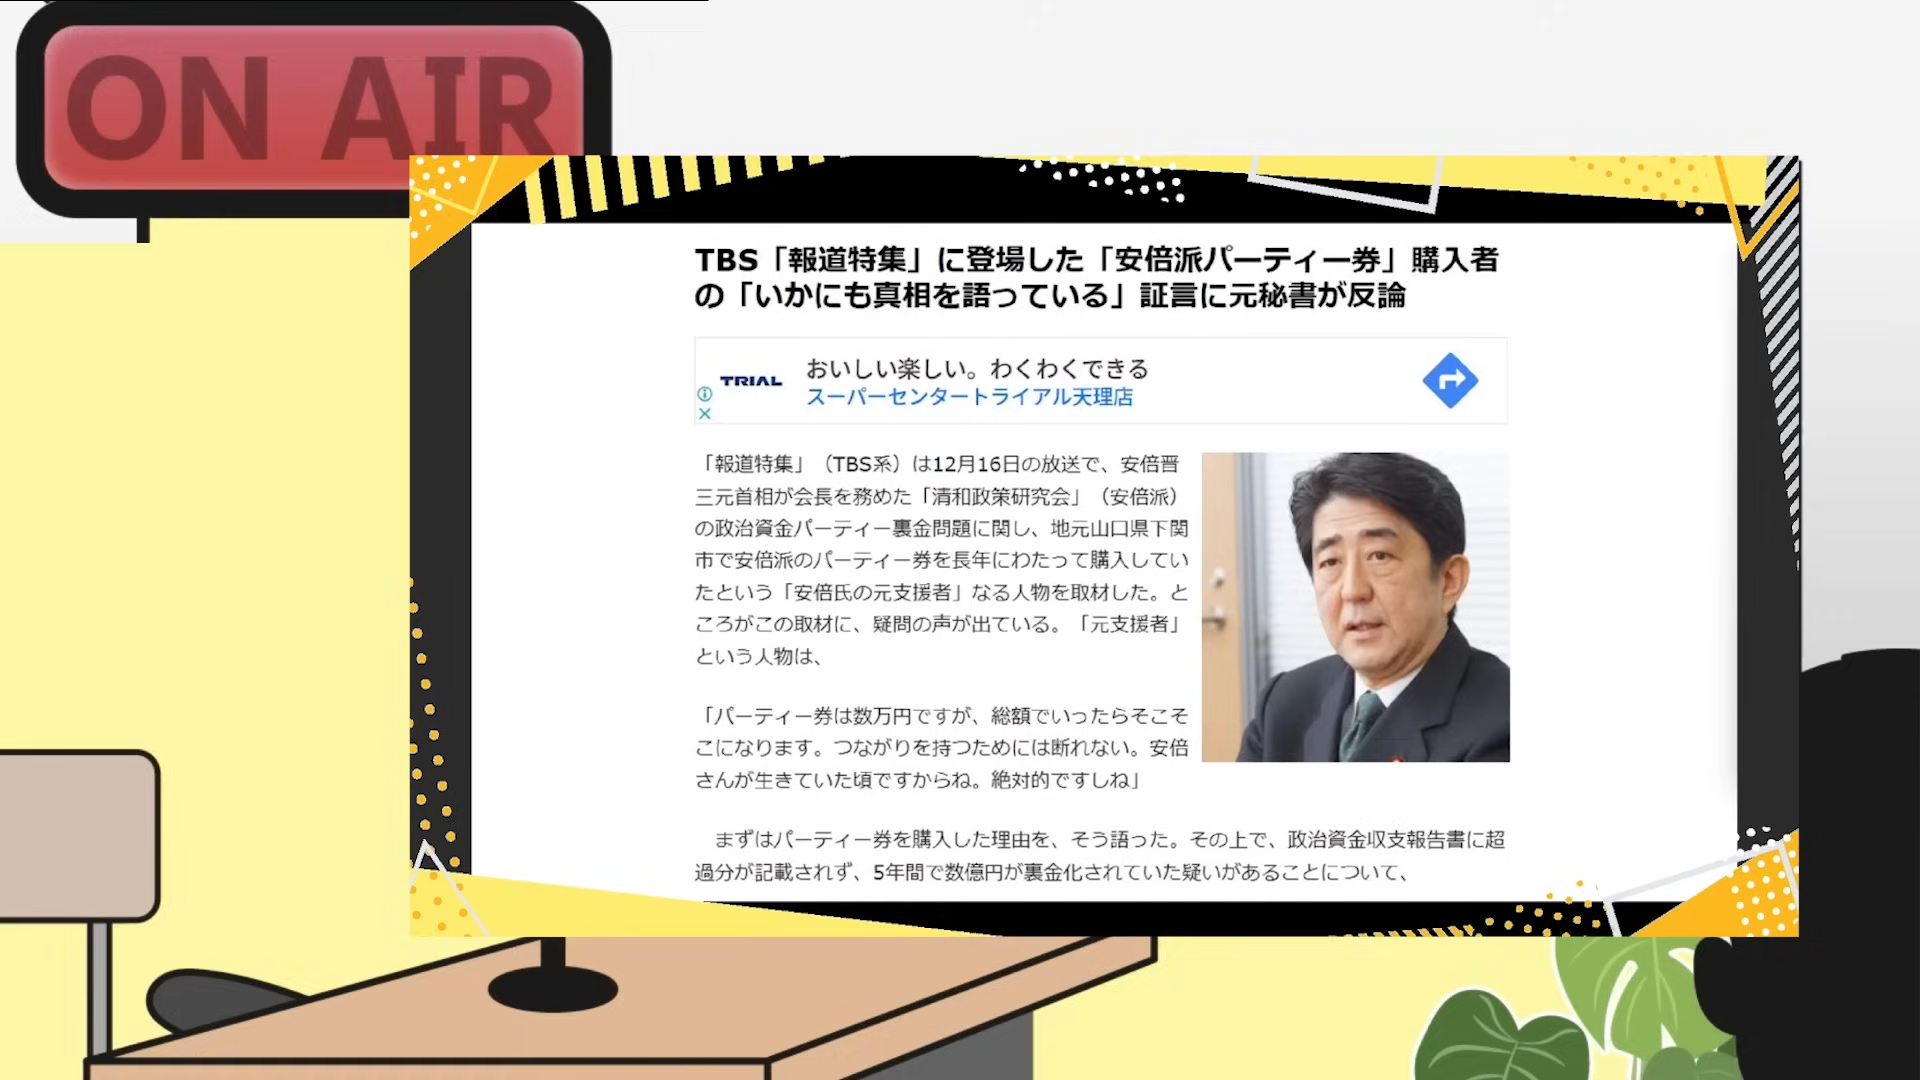 ON AIR
TBS「報道特集」に登場した「安倍派パーティー券」購入者
の「いかにも真相を語っている」証言に元秘書が反論
TRIAL
おいしい楽しい。わくわくできる
スーパーセンタートライアル天理店
「報道特集」（TBS系）は12月16日の放送で、安倍晋
三元首相が会長を務めた「清和政策研究会」（安倍派）
の政治資金パーティー裏金問題に関し、地元山口県下関
市で安倍派のパーティー券を長年にわたって購入してい
たという「安倍氏の元支援者」なる人物を取材した。と
ころがこの取材に、疑問の声が出ている。「元支援者」
という人物は、
「パーティー券は数万円ですが、総額でいったらそこそ
こになります。つながりを持つためには断れない。安倍
さんが生きていた頃ですからね。絶対的ですしね」
まずはパーティー券を購入した理由を、そう語った。その上で、政治資金収支報告書に超
過分が記載されず、5年間で数億円が裏金化されていた疑いがあることについて、